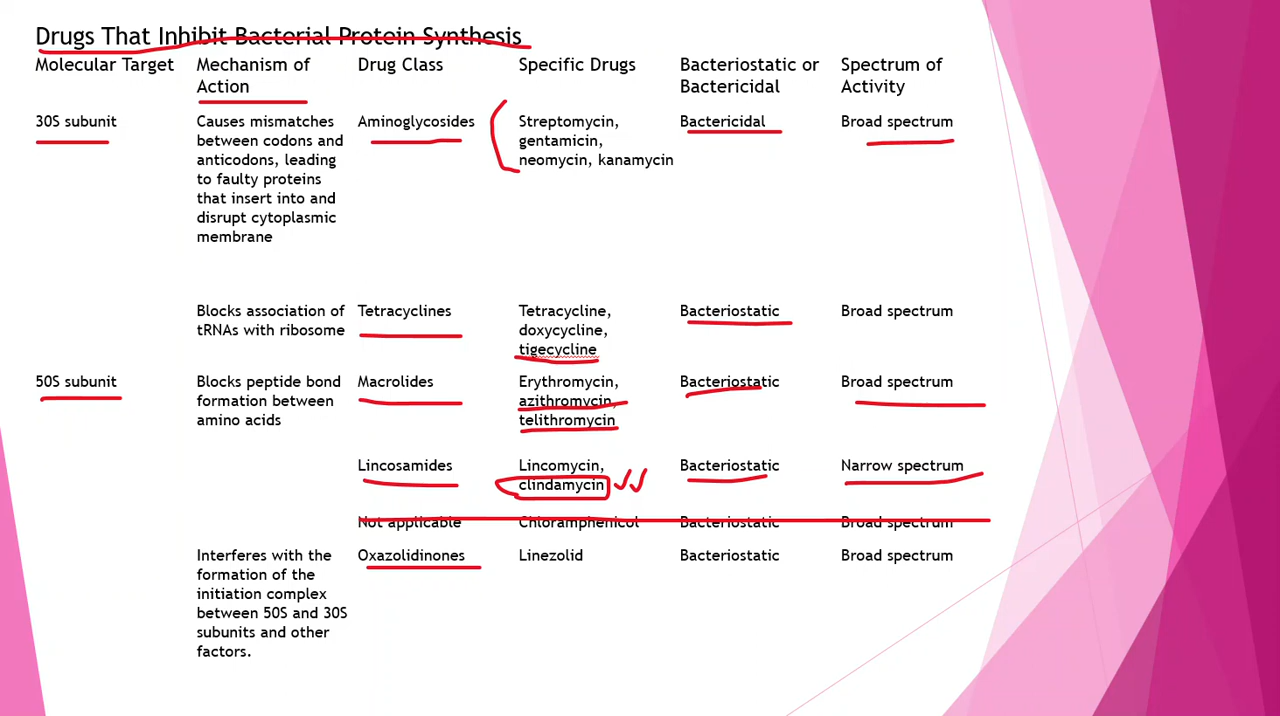 Drugs That Inhibit Bacterial Protein Synthesis
Molecular Target Mechanism of Action Drug Class Specific Drugs Bacteriostatic or Bactericidal Spectrum of Activity
30S subunit
Causes mismatches
between codons and
anticodons, leading
to faulty proteins
that insert into and
disrupt cytoplasmic
membrane
Aminoglycosides
Streptomycin,
gentamicin,
neomycin, kanamycin
Bactericidal
Broad spectrum
Blocks association of
tRNAs with ribosome
Tetracyclines
Tetracycline,
doxycycline,
tigecycline
Bacteriostatic
Broad spectrum
50S subunit
Blocks peptide bond
formation between
amino acids
Macrolides
Erythromycin,
azithromycin,
telithromycin
Bacteriostatic
Broad spectrum
Lincosamides
Lincomycin,
clindamycin
Bacteriostatic
Narrow spectrum
Not applicable
Chloramphenicol
Bacteriostatic
Broad spectrum
Interferes with the
formation of the
initiation complex
between 50S and 30S
subunits and other
factors.
Oxazolidinones
Linezolid
Bacteriostatic
Broad spectrum